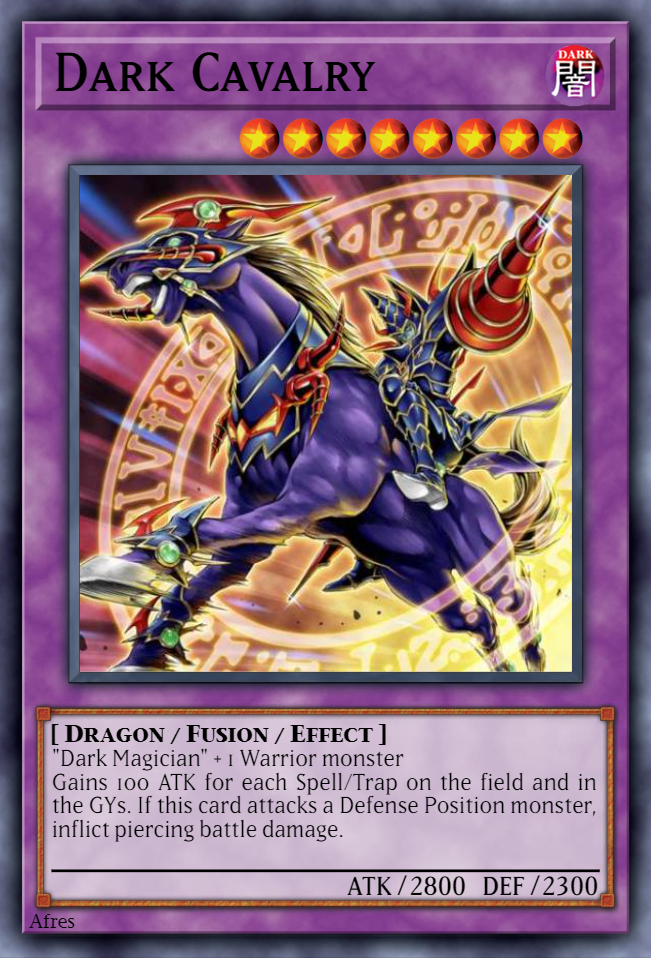 Dark Cavalry
DARK
闇
[ Dragon / Fusion / Effect ]
"Dark Magician" + 1 Warrior monster
Gains 100 ATK for each Spell/Trap on the field and in
the GYs. If this card attacks a Defense Position monster,
inflict piercing battle damage.
ATK / 2800 DEF / 2300
Afres